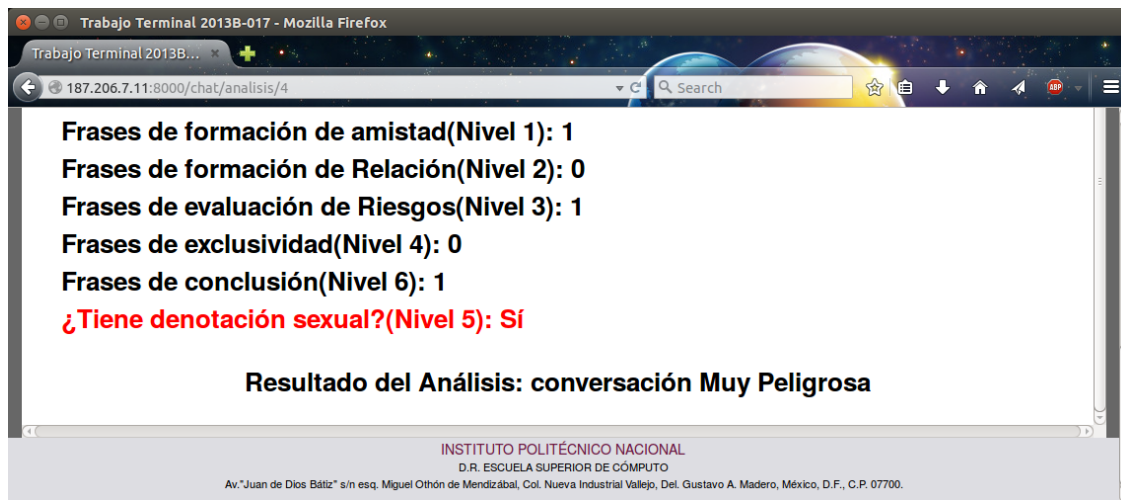 Trabajo Terminal 2013B-017 - Mozilla Firefox
Trabajo Terminal 2013B...
187.206.7.11:8000/chat/analisis/4
Search
ABP
Frases de formación de amistad(Nivel 1): 1
Frases de formación de Relación(Nivel 2): 0
Frases de evaluación de Riesgos(Nivel 3): 1
Frases de exclusividad(Nivel 4): 0
Frases de conclusión(Nivel 6): 1
¿Tiene denotación sexual?(Nivel 5): Sí
Resultado del Análisis: conversación Muy Peligrosa
INSTITUTO POLITÉCNICO NACIONAL
D.R. ESCUELA SUPERIOR DE CÓMPUTO
Av."Juan de Dios Bátiz" s/n esq. Miguel Othón de Mendizábal, Col. Nueva Industrial Vallejo, Del. Gustavo A. Madero, México, D.F., C.P. 07700.